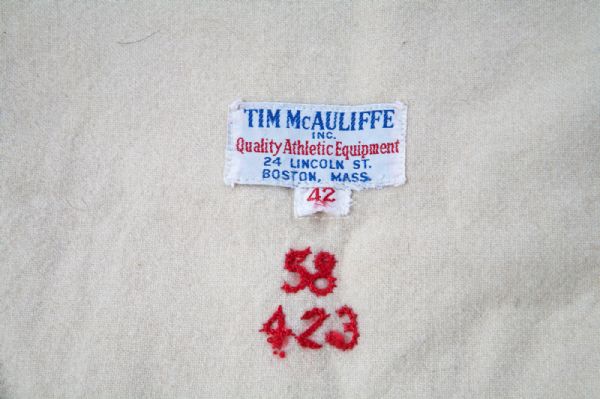 TIM McAULIFFE
INC.
Quality Athletic Equipment
24 LINCOLN ST.
BOSTON, MASS.
42
58
423